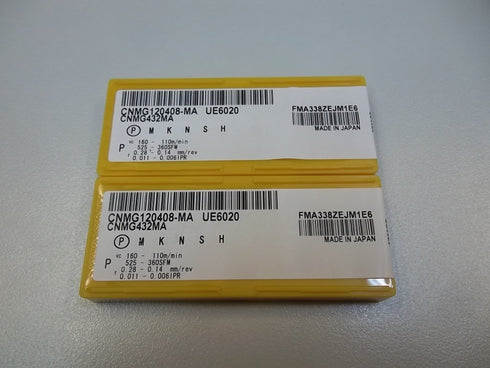 CNMG120408-MA UE6020
CNMG432MA
P M K N S H
FMA338ZEJM1E6
MADE IN JAPAN
P vc 160 - 110m/min
525 - 360SFM
f 0.28 - 0.14 mm/rev
0.011 - 0.006IPR
CNMG120408-MA UE6020
CNMG432MA
P M K N S H
FMA338ZEJM1E6
MADE IN JAPAN
P vc 160 - 110m/min
525 - 360SFM
f 0.28 - 0.14 mm/rev
0.011 - 0.006IPR